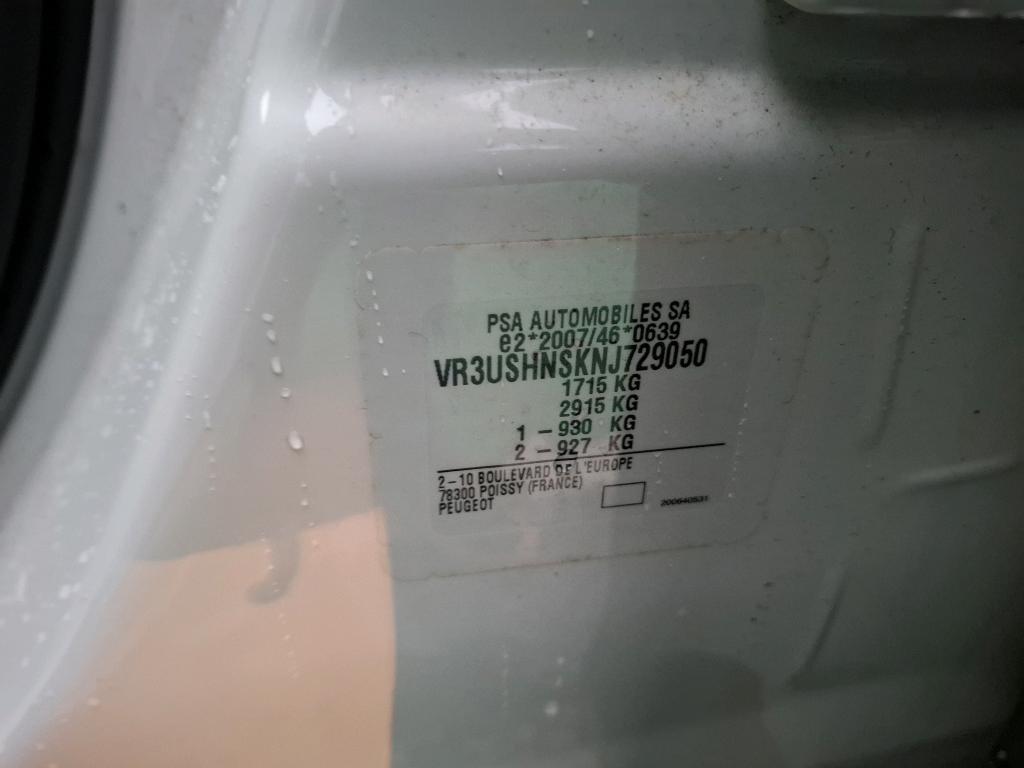 PSA AUTOMOBILES SA
e2*2007/46*0639
VR3USHNSKNJ729050
1715 KG
2915 KG
1 – 930 KG
2 – 927 KG
2–10 BOULEVARD DE L'EUROPE
78300 POISSY (FRANCE)
PEUGEOT
200640531